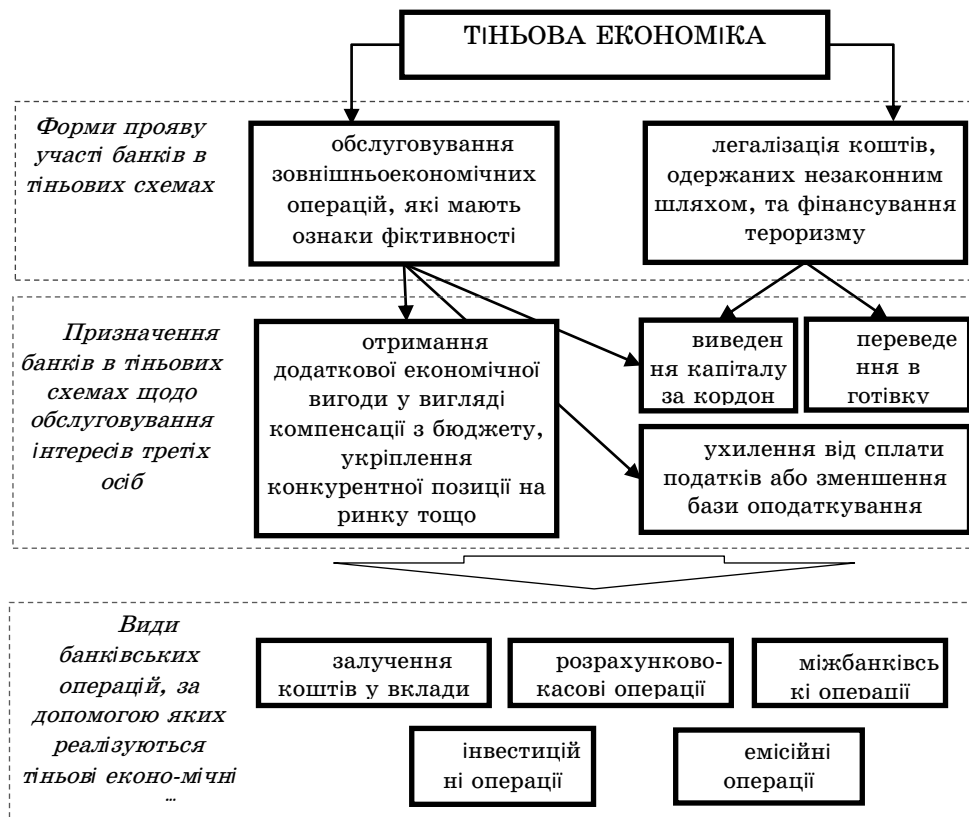 ТІНЬОВА ЕКОНОМІКА
Форми прояву
участі банків в
тіньових схемах
обслуговування
зовнішньоекономічних
операцій, які мають
ознаки фіктивності
легалізація коштів,
одержаних незаконним
шляхом, та фінансування
тероризму
Призначення
банків в тіньових
схемах щодо
обслуговування
інтересів третіх
осіб
отримання
додаткової економічної
вигоди у вигляді
компенсації з бюджету,
укріплення
конкурентної позиції на
ринку тощо
виведен
ня капіталу
за кордон
переведе
ння в
готівку
ухилення від сплати
податків або зменшення
бази оподаткування
Види
банківських
операцій, за
допомогою яких
реалізуються
тіньові еконо-мічні
...
залучення
коштів у вклади
розрахунково-
касові операції
міжбанківсь
кі операції
інвестицій
ні операції
емісійні
операції